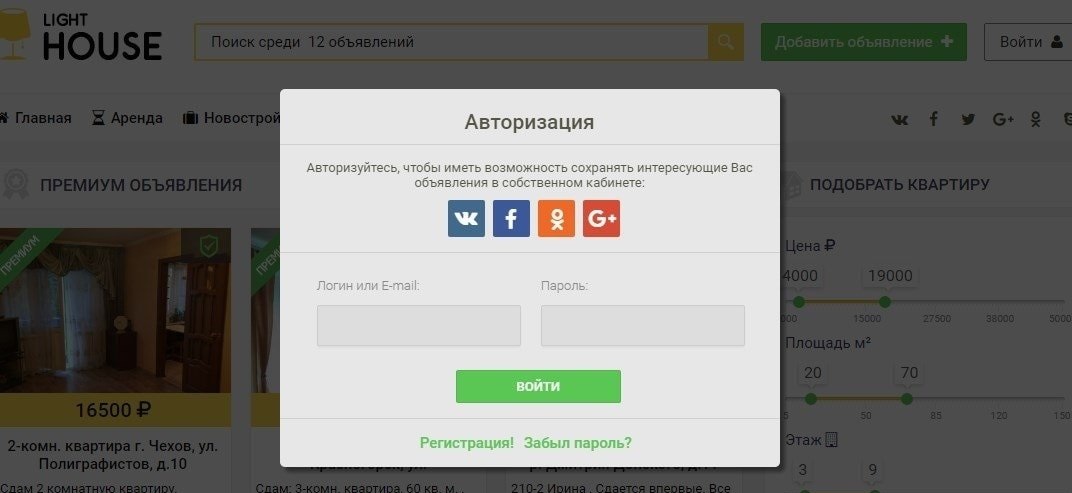 LIGHT
HOUSE
Поиск среди 12 объявлений
Добавить объявление
Войти
Главная
Аренда
Новострой
Авторизация
Авторизуйтесь, чтобы иметь возможность сохранять интересующие Вас
объявления в собственном кабинете:
Логин или E-mail:
Пароль:
ВОЙТИ
Регистрация! Забыл пароль?
ПРЕМИУМ ОБЪЯВЛЕНИЯ
ПРЕМИУМ
16500 ₽
2-комн. квартира г. Чехов, ул.
Полиграфистов, д.10
Сдам 2 комнатную квартиру,
Сдам: 3-комн. квартира, 60 кв. м. ,
210-2 Ирина , Сдается впервые. Все
ПОДОБРАТЬ КВАРТИРУ
Цена ₽
4000 19000
15000 27500 38000
Площадь м²
20 70
5 50 85 120 150
Этаж
3 9